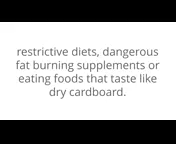 restrictive diets, dangerous
fat burning supplements or
eating foods that taste like
dry cardboard.